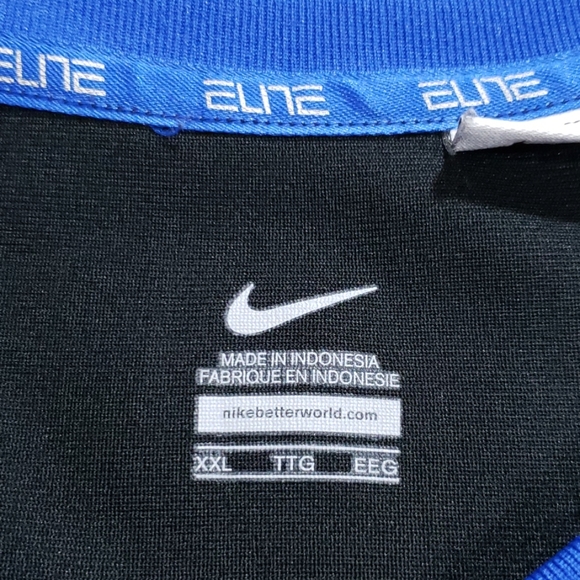 ELITE ELITE ELITE
MADE IN INDONESIA
FABRIQUE EN INDONESIE
nikebetterworld.com
XXL TTG EEG